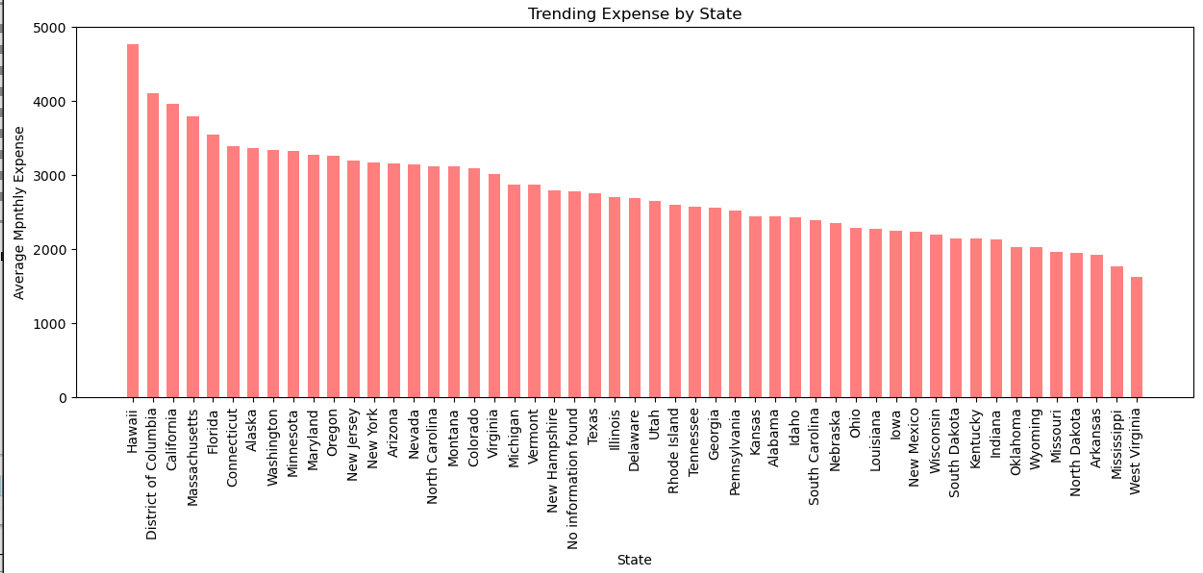 Trending Expense by State
Average Mpnthly Expense
5000
4000
3000
2000
1000
0
Hawaii
District of Columbia
California
Massachusetts
Florida
Connecticut
Alaska
Washington
Minnesota
Maryland
Oregon
New Jersey
New York
Arizona
Nevada
North Carolina
Montana
Colorado
Virginia
Michigan
Vermont
New Hampshire
No information found
Texas
Illinois
Delaware
Utah
Rhode Island
Tennessee
Georgia
Pennsylvania
Kansas
Alabama
Idaho
South Carolina
Nebraska
Ohio
Louisiana
Iowa
New Mexico
Wisconsin
South Dakota
Kentucky
Indiana
Oklahoma
Wyoming
Missouri
North Dakota
Arkansas
Mississippi
West Virginia
State